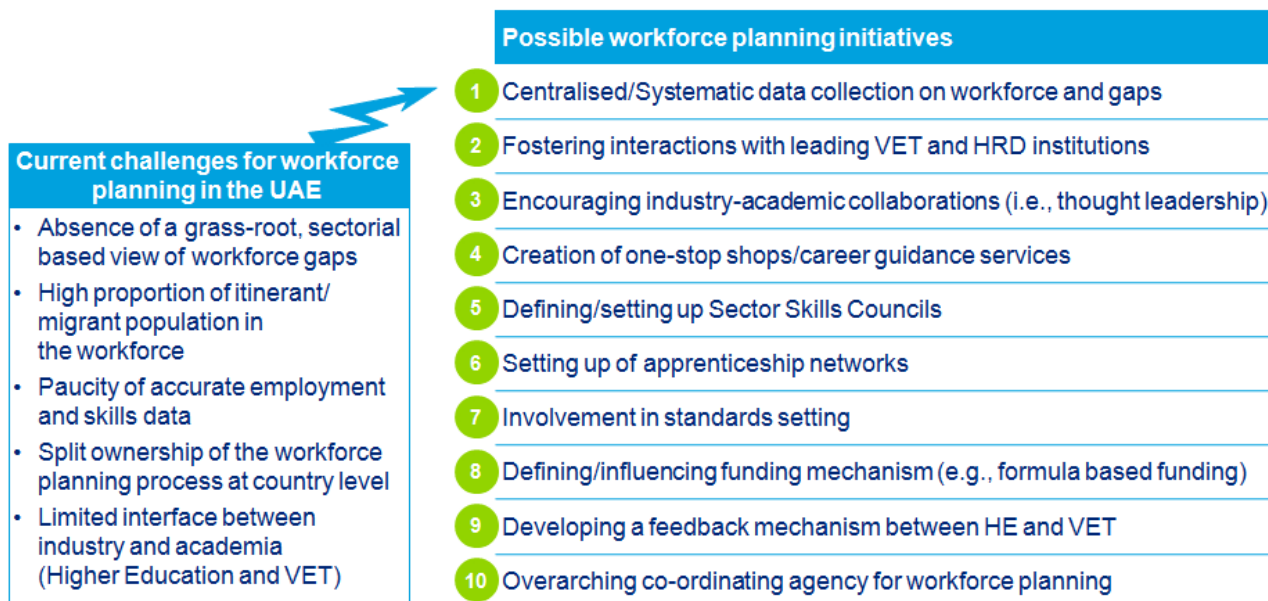 Possible workforce planning initiatives
1 Centralised/Systematic data collection on workforce and gaps
2 Fostering interactions with leading VET and HRD institutions
3 Encouraging industry-academic collaborations (i.e., thought leadership)
4 Creation of one-stop shops/career guidance services
5 Defining/setting up Sector Skills Councils
6 Setting up of apprenticeship networks
7 Involvement in standards setting
8 Defining/influencing funding mechanism (e.g., formula based funding)
9 Developing a feedback mechanism between HE and VET
10 Overarching co-ordinating agency for workforce planning
Current challenges for workforce
planning in the UAE
• Absence of a grass-root, sectorial
based view of workforce gaps
• High proportion of itinerant/
migrant population in
the workforce
• Paucity of accurate employment
and skills data
• Split ownership of the workforce
planning process at country level
• Limited interface between
industry and academia
(Higher Education and VET)